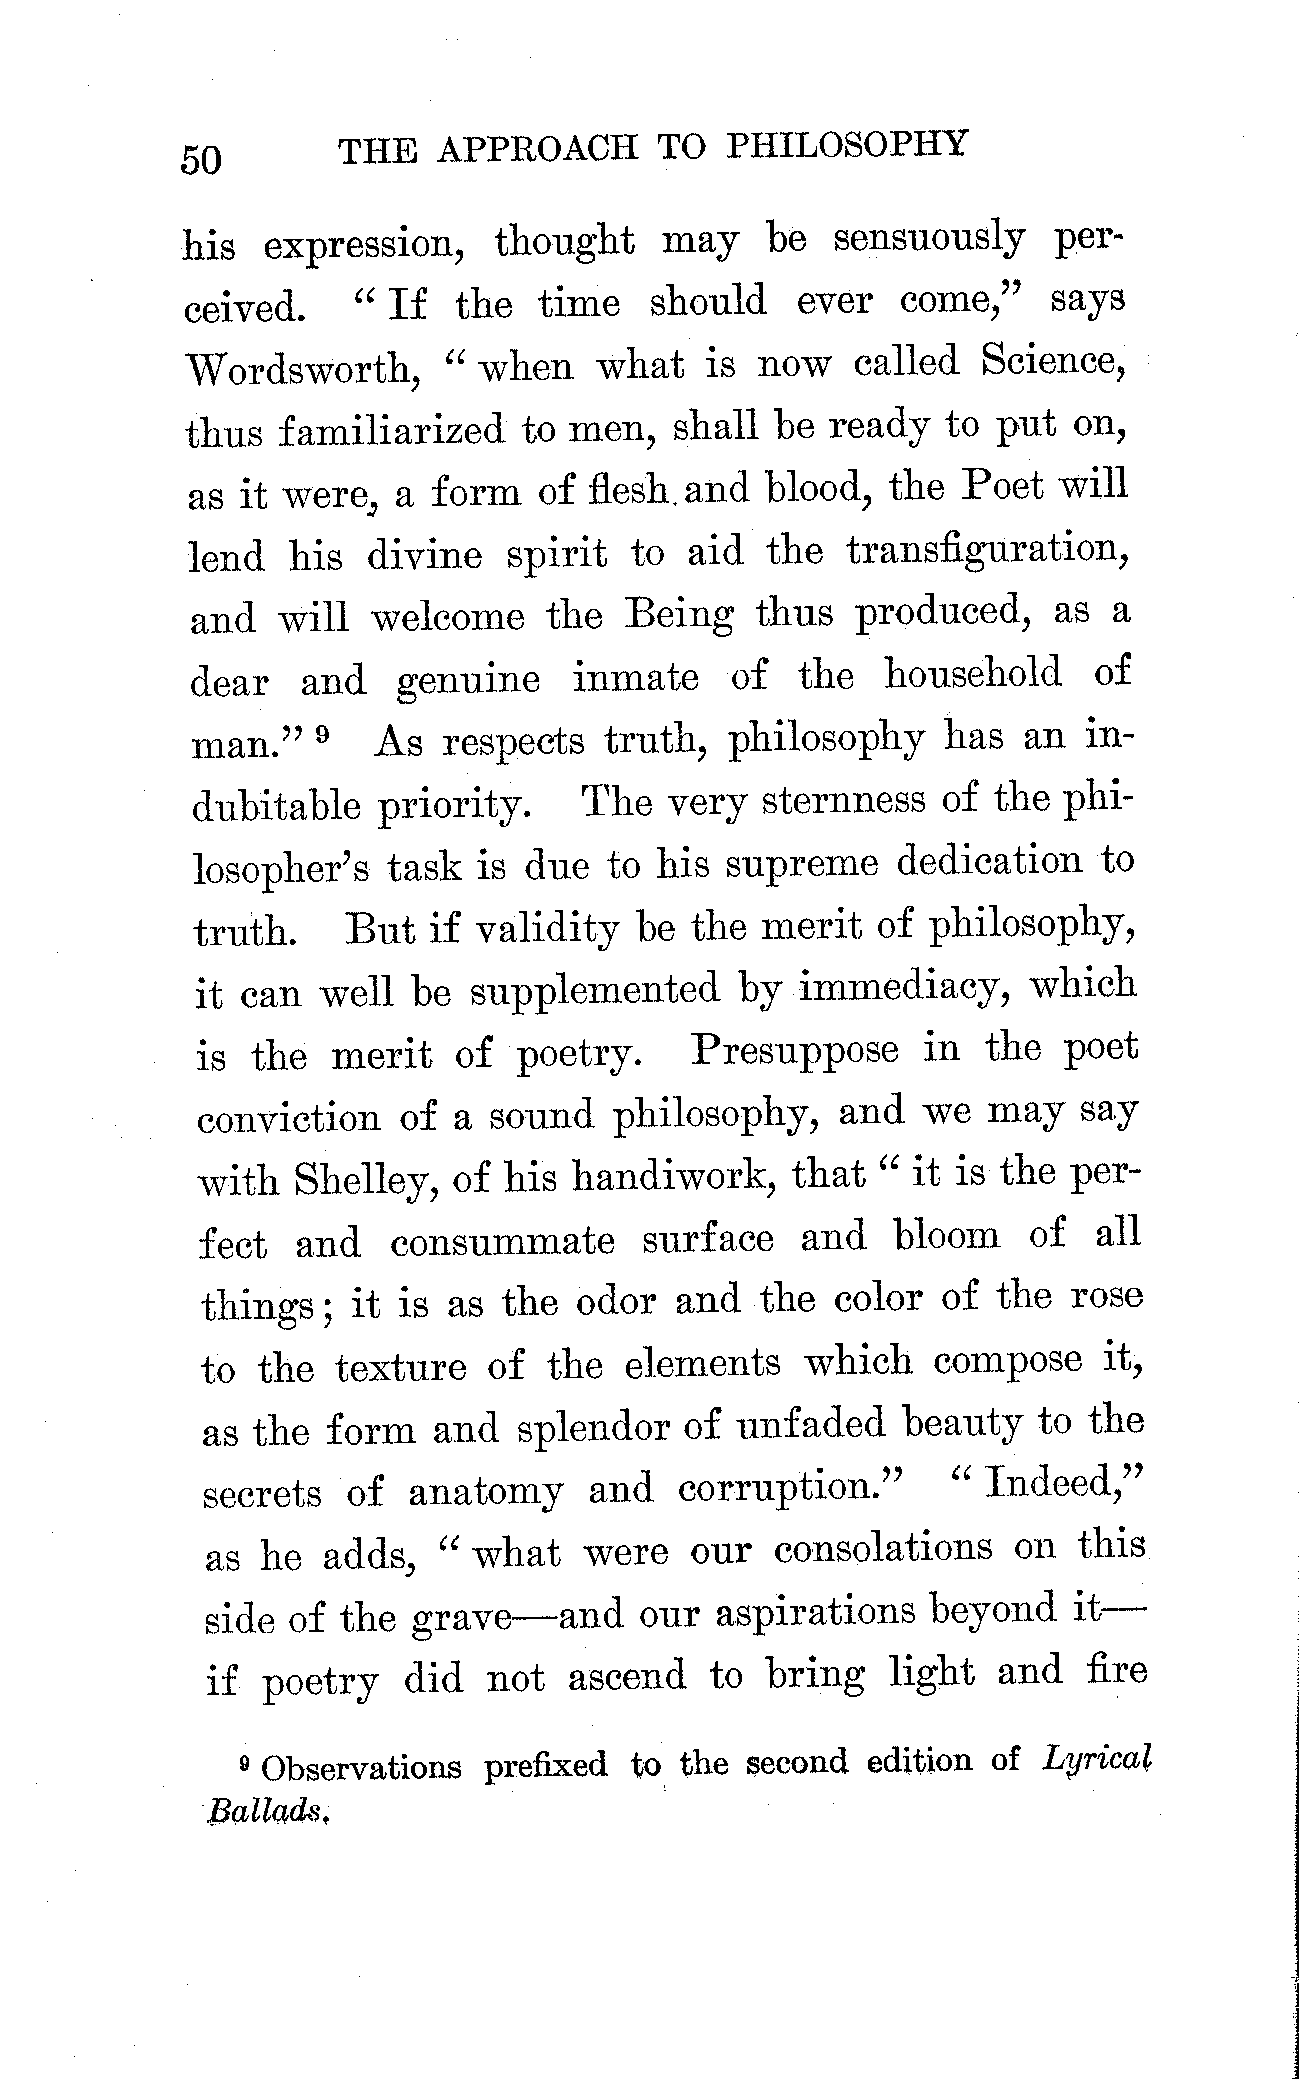 50 THE APPROACH TO PHILOSOPHY
his expression, thought may be sensuously per-
ceived. “ If the time should ever come,” says
Wordsworth, “ when what is now called Science,
thus familiarized to men, shall be ready to put on,
as it were, a form of flesh and blood, the Poet will
lend his divine spirit to aid the transfiguration,
and will welcome the Being thus produced, as a
dear and genuine inmate of the household of
man.” ⁹ As respects truth, philosophy has an in-
dubitable priority. The very sternness of the phi-
losopher’s task is due to his supreme dedication to
truth. But if validity be the merit of philosophy,
it can well be supplemented by immediacy, which
is the merit of poetry. Presuppose in the poet
conviction of a sound philosophy, and we may say
with Shelley, of his handiwork, that “ it is the per-
fect and consummate surface and bloom of all
things; it is as the odor and the color of the rose
to the texture of the elements which compose it,
as the form and splendor of unfaded beauty to the
secrets of anatomy and corruption.” “ Indeed,”
as he adds, “ what were our consolations on this
side of the grave—and our aspirations beyond it—
if poetry did not ascend to bring light and fire
⁹ Observations prefixed to the second edition of Lyrical
Ballads.